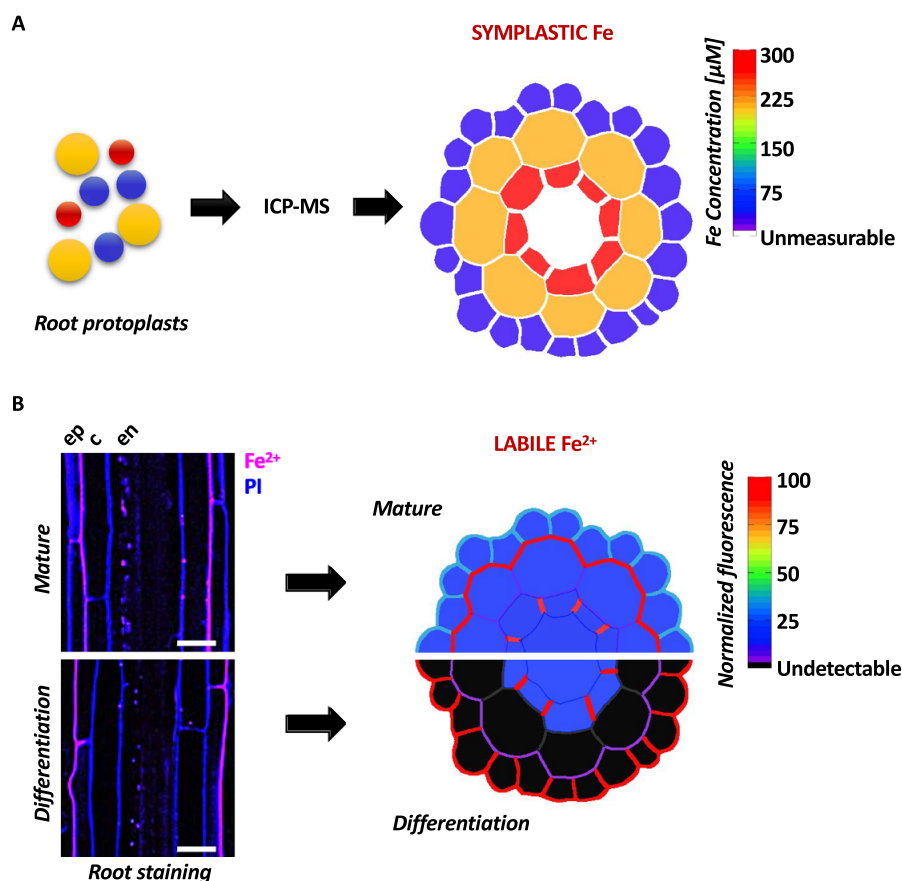 A
SYMPLASTIC Fe
Fe Concentration [µM]
300
225
150
75
Unmeasurable
ICP-MS
Root protoplasts
B
ep
c
en
LABILE Fe²⁺
Fe²⁺
PI
Mature
Mature
Normalized fluorescence
100
75
50
25
Undetectable
Differentiation
Differentiation
Root staining